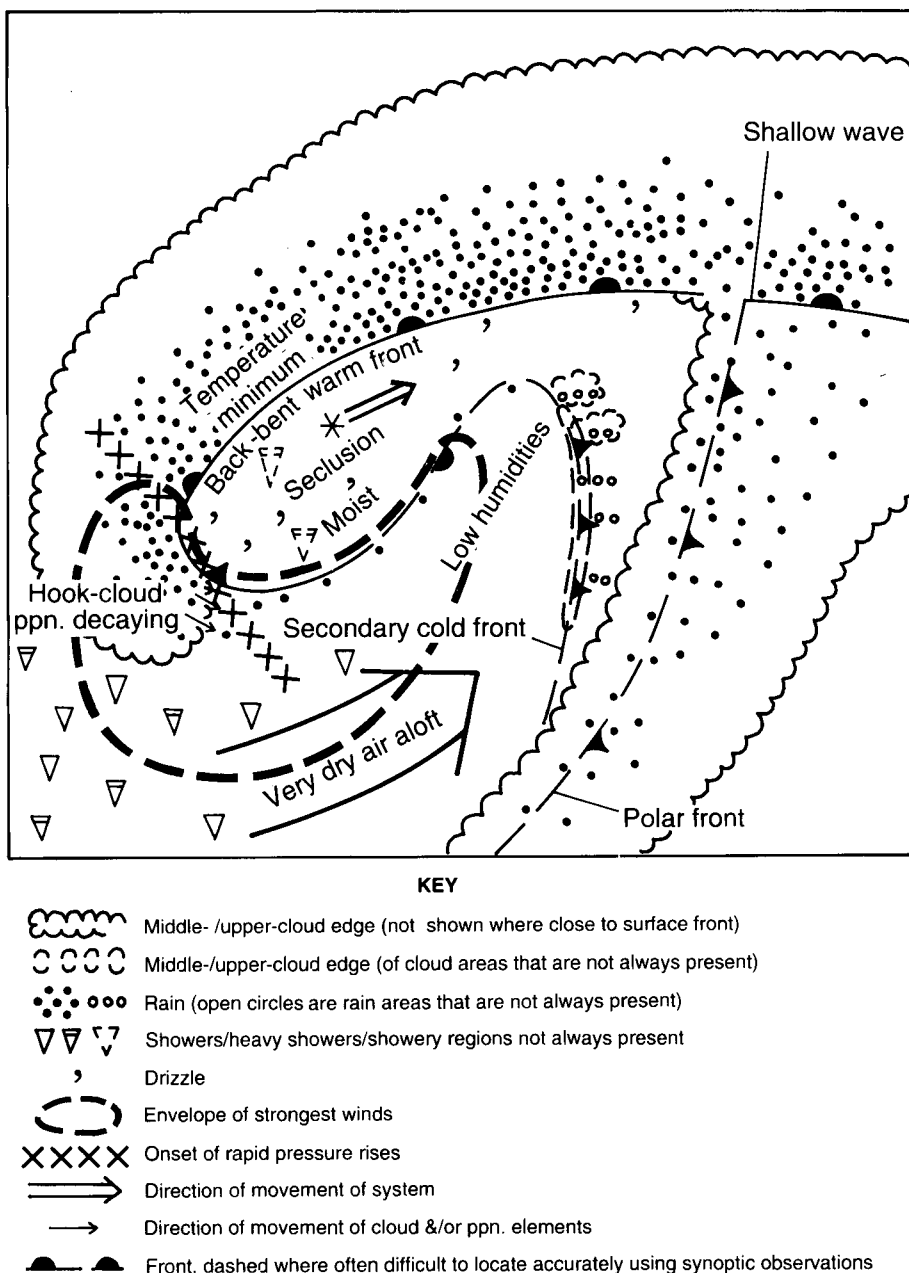 Shallow wave
Temperature
minimum
Back-bent warm front
Seclusion
Moist
Low humidities
Hook-cloud
ppn. decaying
Secondary cold front
Very dry air aloft
Polar front
KEY
Middle- /upper-cloud edge (not shown where close to surface front)
Middle-/upper-cloud edge (of cloud areas that are not always present)
Rain (open circles are rain areas that are not always present)
Showers/heavy showers/showery regions not always present
Drizzle
Envelope of strongest winds
Onset of rapid pressure rises
Direction of movement of system
Direction of movement of cloud &/or ppn. elements
Front, dashed where often difficult to locate accurately using synoptic observations